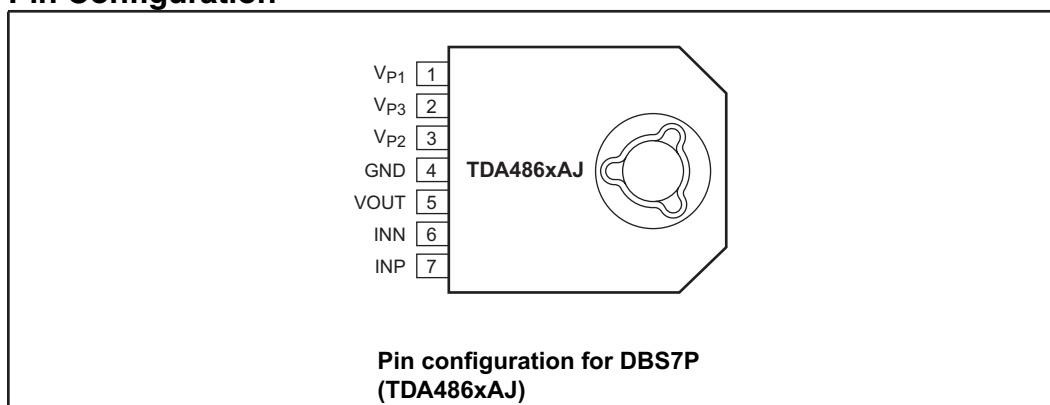 Pin Configuration
VP1 1
VP3 2
VP2 3
GND 4
VOUT 5
INN 6
INP 7
TDA486xAJ
Pin configuration for DBS7P
(TDA486xAJ)